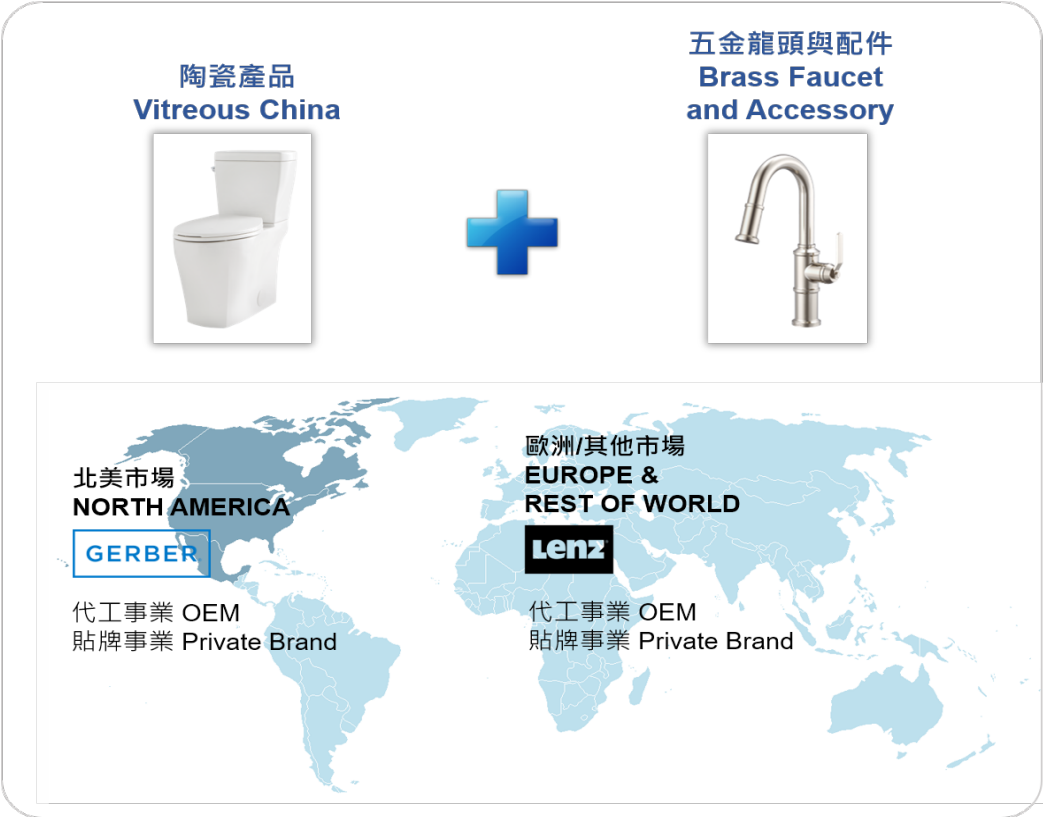 陶瓷產品
Vitreous China
五金龍頭與配件
Brass Faucet
and Accessory
北美市場
NORTH AMERICA
GERBER
代工事業 OEM
貼牌事業 Private Brand
歐洲/其他市場
EUROPE &
REST OF WORLD
Lenz
代工事業 OEM
貼牌事業 Private Brand